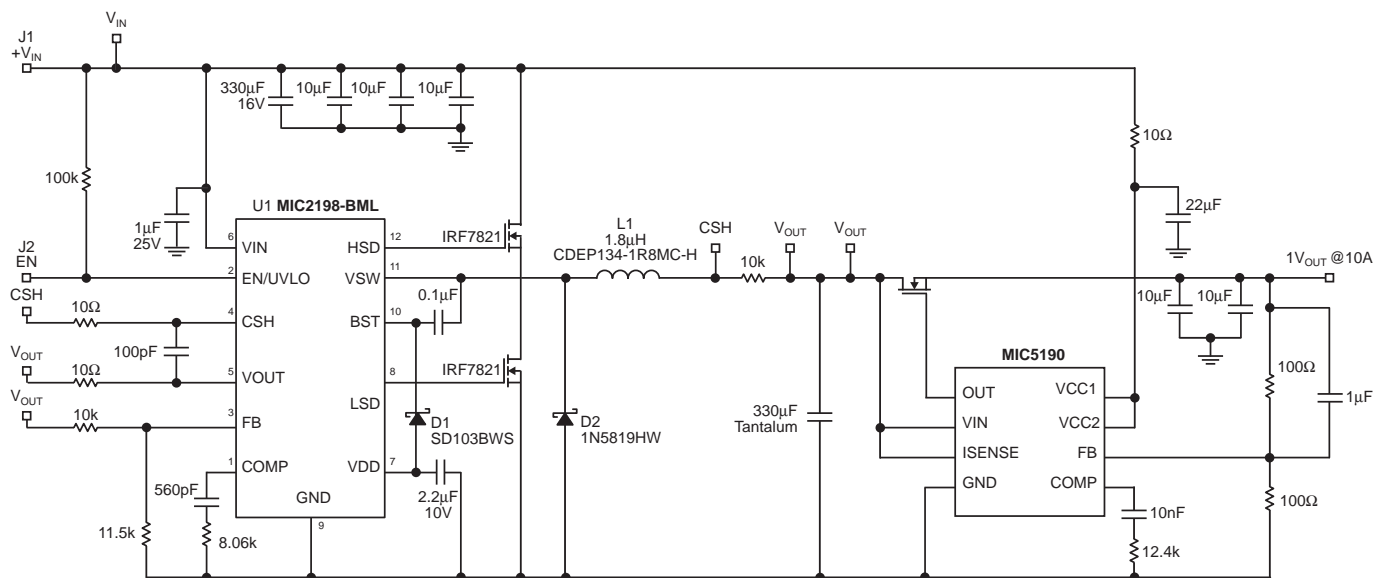 J1
+VIN
VIN
330µF
16V
10µF
10µF
10µF
10Ω
100k
1µF
25V
22µF
U1 MIC2198-BML
6
VIN
HSD
12
IRF7821
J2
EN
2
EN/UVLO
VSW
11
L1
1.8µH
CDEP134-1R8MC-H
CSH
10k
VOUT
VOUT
1VOUT @10A
CSH
10Ω
4
CSH
BST
10
0.1µF
10µF
10µF
100pF
VOUT
10Ω
5
VOUT
8
IRF7821
LSD
MIC5190
OUT
VCC1
100Ω
1µF
VOUT
10k
3
FB
D1
SD103BWS
D2
1N5819HW
330µF
Tantalum
VIN
VCC2
ISENSE
FB
1
COMP
VDD
7
GND
COMP
560pF
2.2µF
10V
GND
9
10nF
100Ω
11.5k
8.06k
12.4k